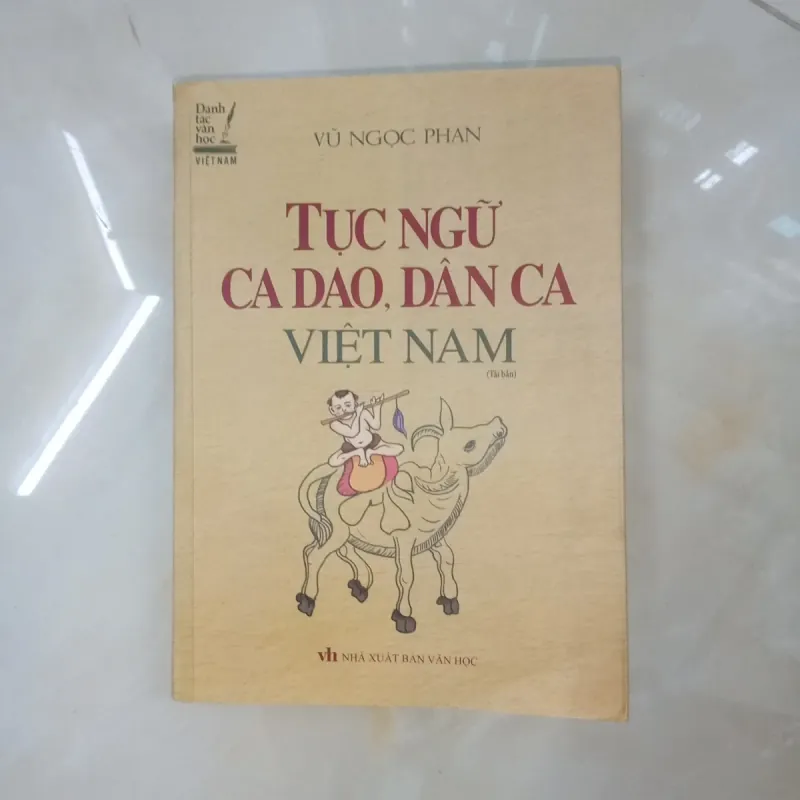 Danh
tác
văn
học
VIỆT NAM
VŨ NGỌC PHAN
TỤC NGỮ
CA DAO, DÂN CA
VIỆT NAM
(Tái bản)
vh NHÀ XUẤT BẢN VĂN HỌC